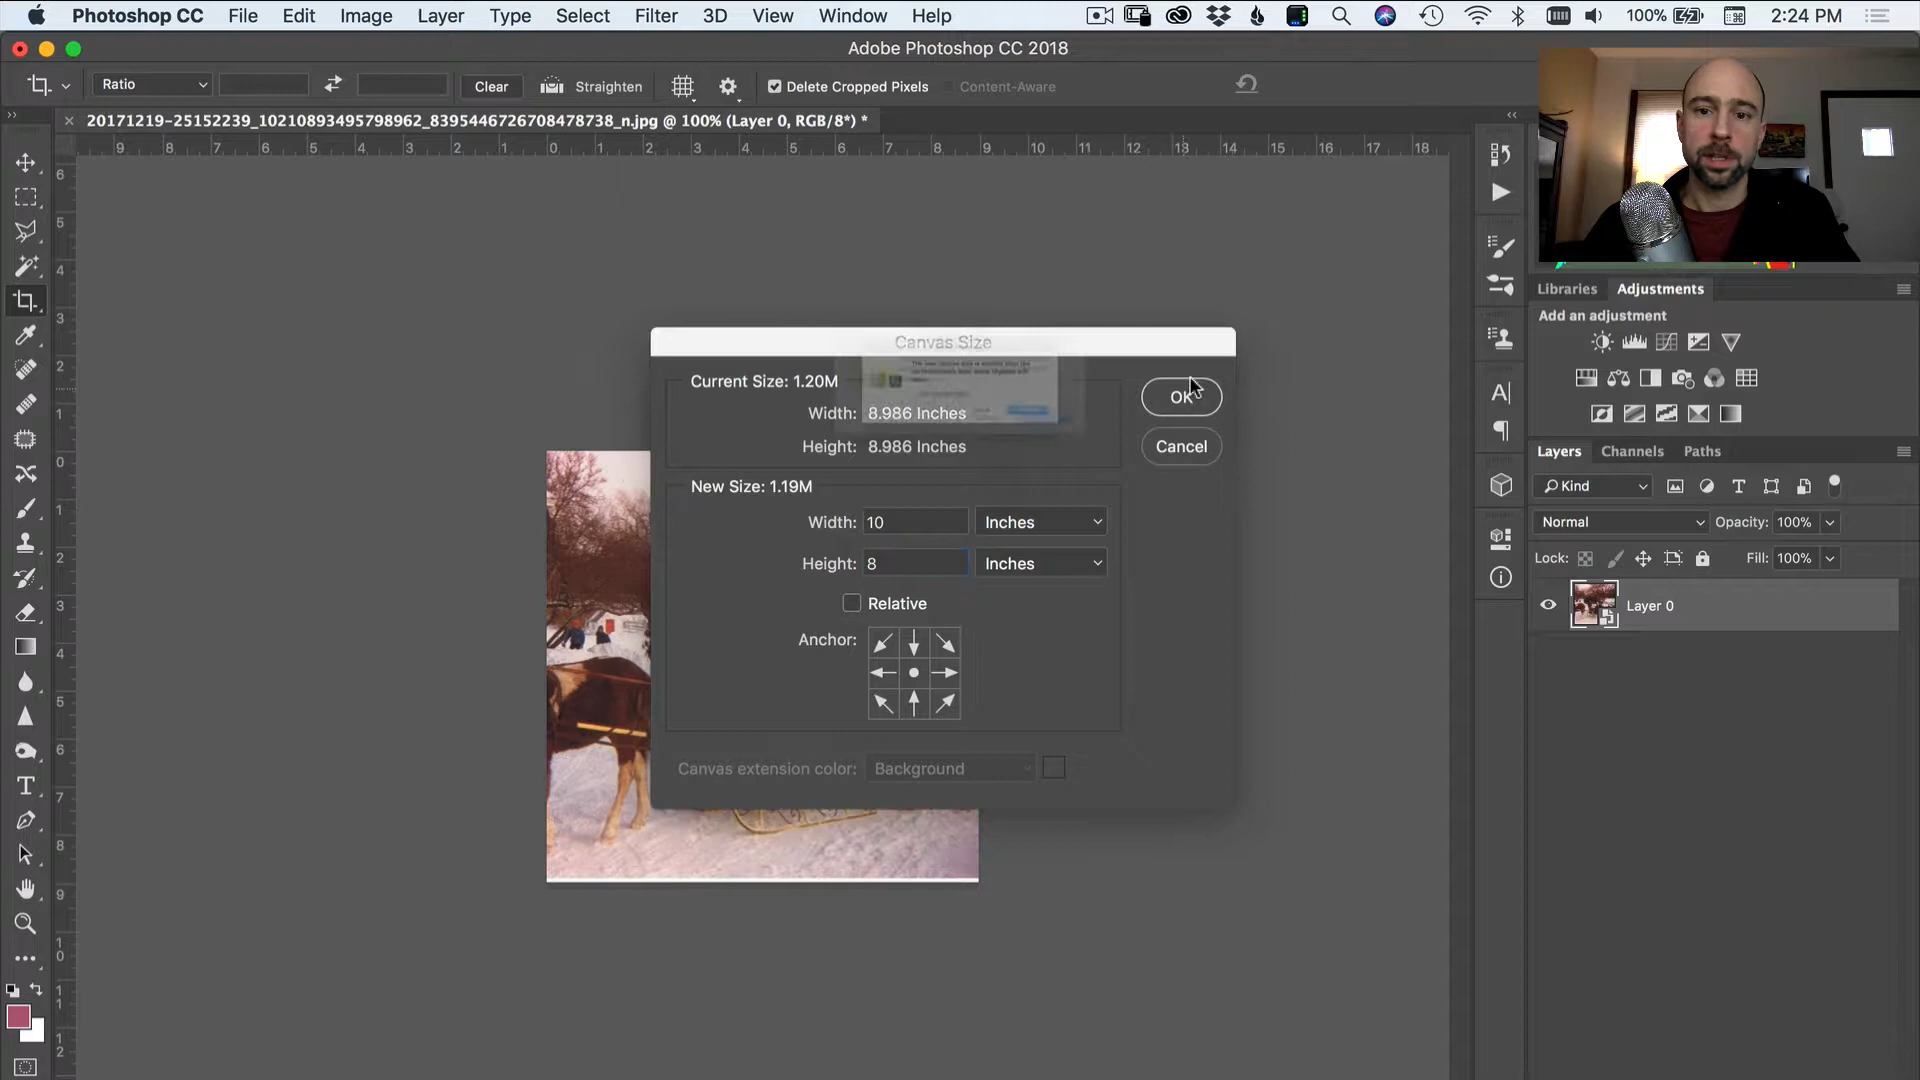 Photoshop CC File Edit Image Layer Type Select Filter 3D View Window Help 100% 2:24 PM
Adobe Photoshop CC 2018
Ratio Clear Straighten Delete Cropped Pixels Content-Aware
20171219-25152239_10210893495798962_8395446726708478738_n.jpg @ 100% (Layer 0, RGB/8*) *
9 8 7 6 5 4 3 2 1 0 1 2 3 4 5 6 7 8 9 10 11 12 13 14 15 16 17 18
6
5
4
3
2
1
0
1
2
3
4
5
6
7
8
9
10
11
12
Canvas Size
Current Size: 1.20M
Width: 8.986 Inches
Height: 8.986 Inches
OK
Cancel
New Size: 1.19M
Width: 10 Inches
Height: 8 Inches
Relative
Anchor:
Canvas extension color: Background
Libraries Adjustments
Add an adjustment
Layers Channels Paths
Kind
Normal Opacity: 100%
Lock: Fill: 100%
Layer 0